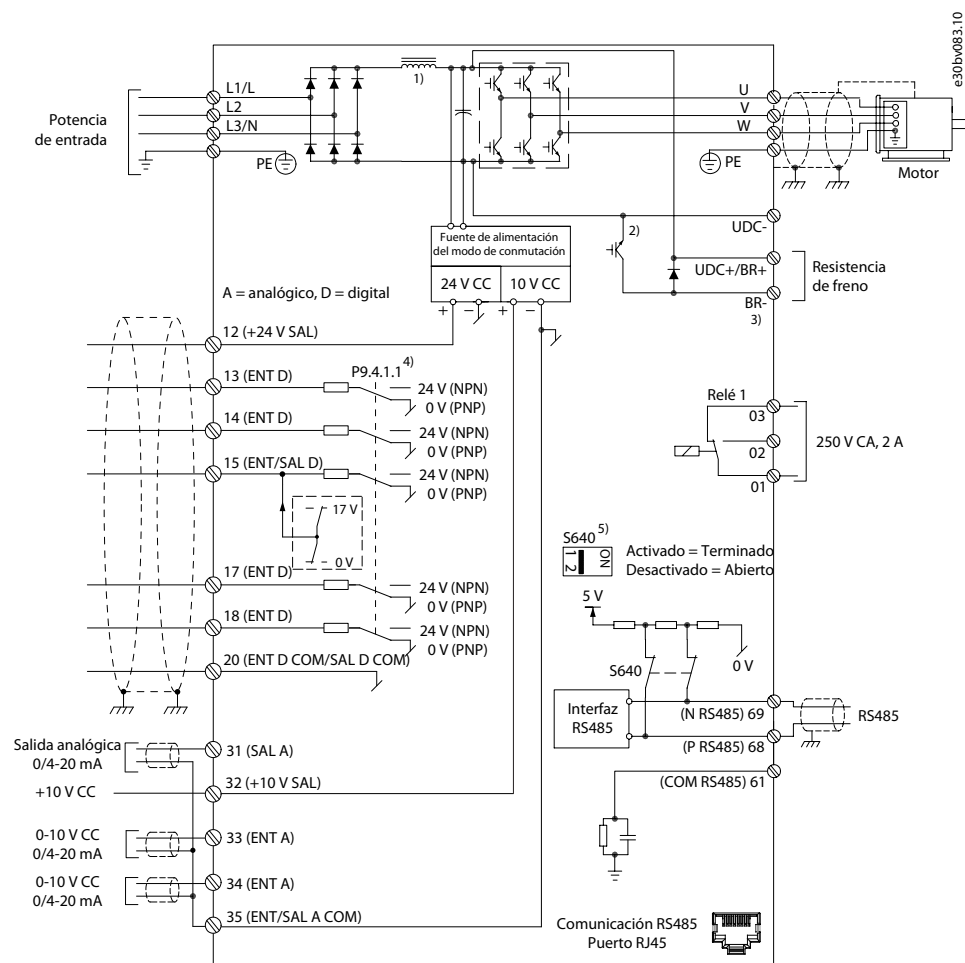 e30bv083.10
1)
L1/L
L2
L3/N
PE
Potencia
de entrada
U
V
W
PE
Motor
Fuente de alimentación
del modo de conmutación
24 V CC
10 V CC
+
−
+
−
2)
UDC-
UDC+/BR+
BR-
3)
Resistencia
de freno
A = analógico, D = digital
12 (+24 V SAL)
P9.4.1.1 4)
13 (ENT D)
24 V (NPN)
0 V (PNP)
14 (ENT D)
24 V (NPN)
0 V (PNP)
15 (ENT/SAL D)
24 V (NPN)
0 V (PNP)
17 V
0 V
17 (ENT D)
24 V (NPN)
0 V (PNP)
18 (ENT D)
24 V (NPN)
0 V (PNP)
20 (ENT D COM/SAL D COM)
Relé 1
03
02
01
250 V CA, 2 A
S640 5)
1 2
ON
Activado = Terminado
Desactivado = Abierto
5 V
0 V
S640
Interfaz
RS485
(N RS485) 69
(P RS485) 68
RS485
(COM RS485) 61
Salida analógica
0/4-20 mA
31 (SAL A)
+10 V CC
32 (+10 V SAL)
0-10 V CC
0/4-20 mA
33 (ENT A)
0-10 V CC
0/4-20 mA
34 (ENT A)
35 (ENT/SAL A COM)
Comunicación RS485
Puerto RJ45